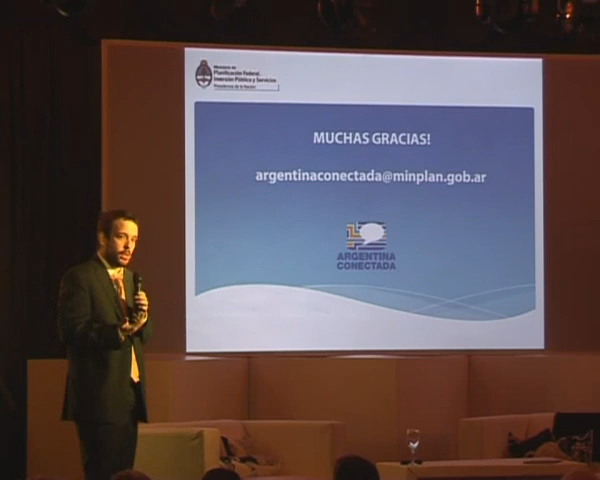 Ministerio de
Planificación Federal,
Inversión Pública y Servicios
Presidencia de la Nación
MUCHAS GRACIAS!
argentinaconectada@minplan.gob.ar
ARGENTINA
CONECTADA